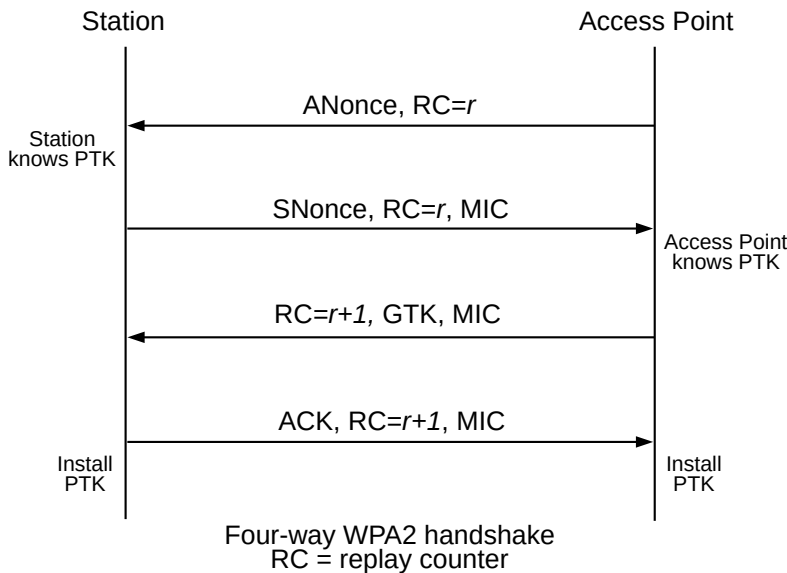 Station
Access Point
ANonce, RC=r
Station
knows PTK
SNonce, RC=r, MIC
Access Point
knows PTK
RC=r+1, GTK, MIC
ACK, RC=r+1, MIC
Install
PTK
Install
PTK
Four-way WPA2 handshake
RC = replay counter